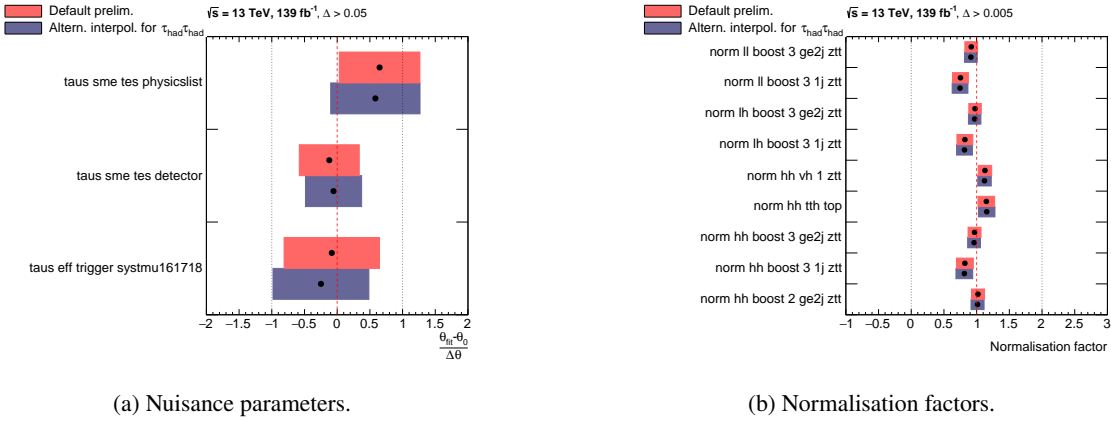 Default prelim.
Altern. interpol. for τhadτhad
√s = 13 TeV, 139 fb-1, Δ > 0.05
taus sme tes physicslist
taus sme tes detector
taus eff trigger systmu161718
−2 −1.5 −1 −0.5 0 0.5 1 1.5 2
θfit-θ0
Δθ
(a) Nuisance parameters.
Default prelim.
Altern. interpol. for τhadτhad
√s = 13 TeV, 139 fb-1, Δ > 0.005
norm ll boost 3 ge2j ztt
norm ll boost 3 1j ztt
norm lh boost 3 ge2j ztt
norm lh boost 3 1j ztt
norm hh vh 1 ztt
norm hh tth top
norm hh boost 3 ge2j ztt
norm hh boost 3 1j ztt
norm hh boost 2 ge2j ztt
−1 −0.5 0 0.5 1 1.5 2 2.5 3
Normalisation factor
(b) Normalisation factors.